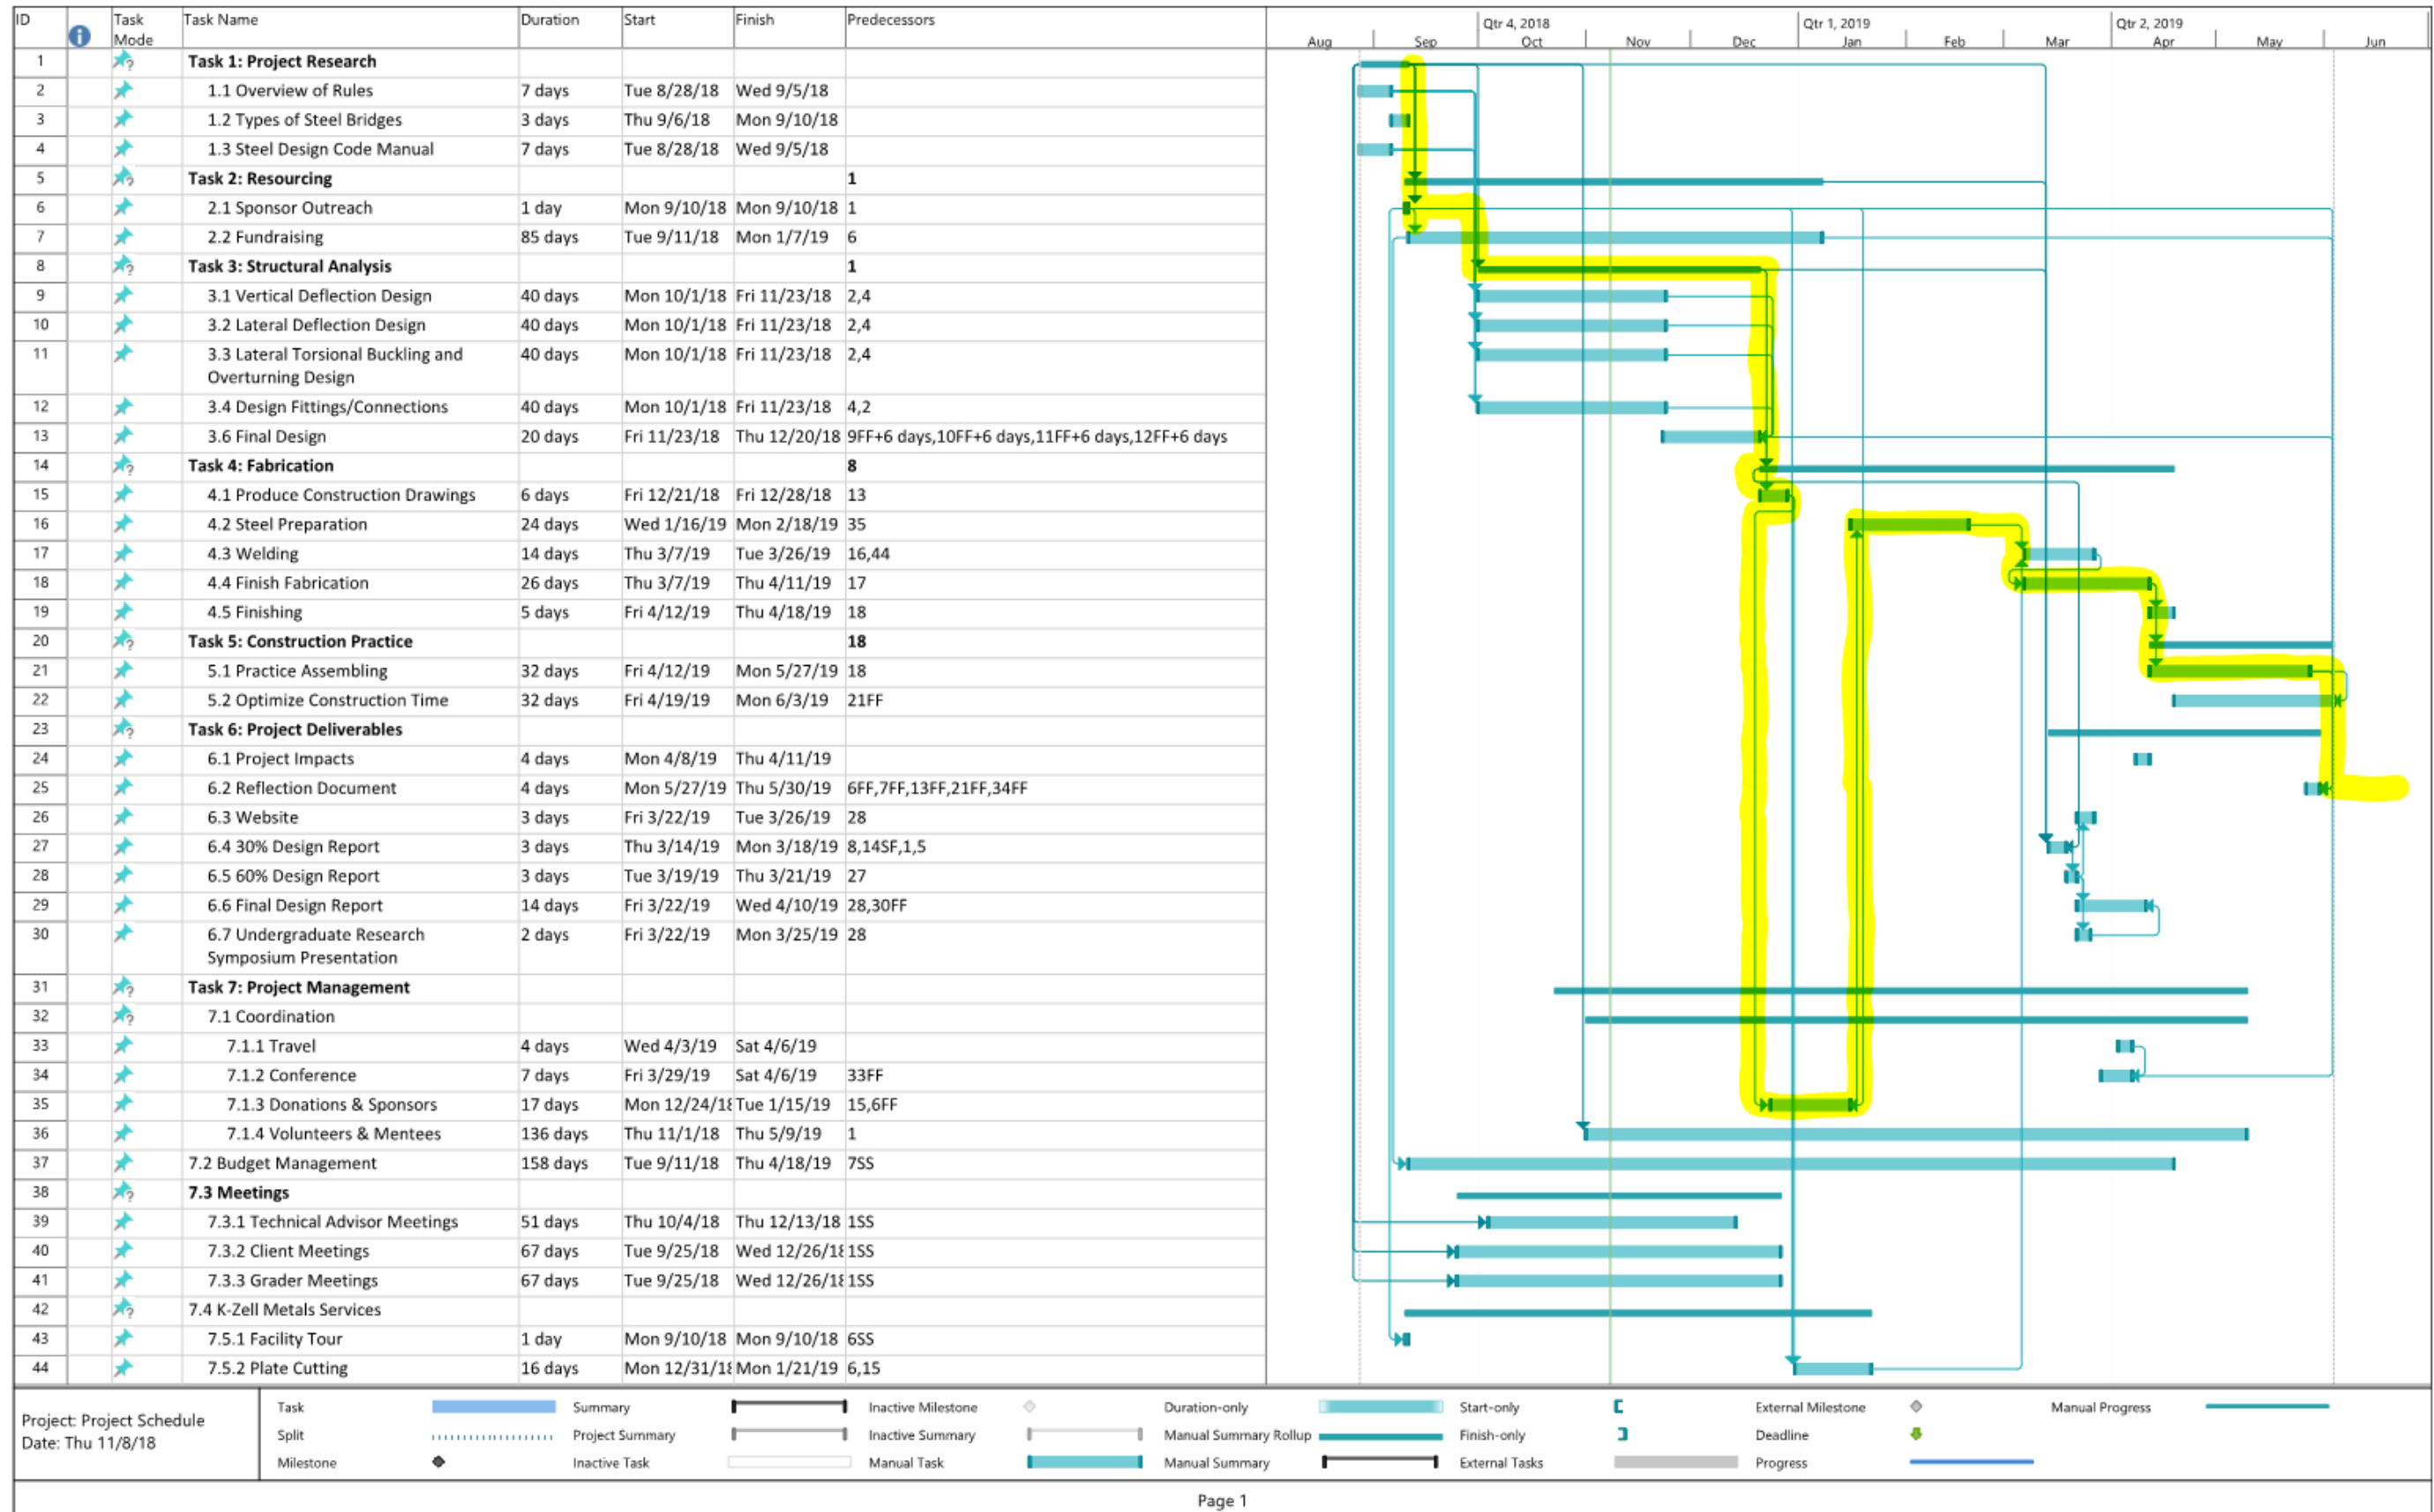 ID Task Mode Task Name Duration Start Finish Predecessors
Qtr 4, 2018 Qtr 1, 2019 Qtr 2, 2019
Aug Sep Oct Nov Dec Jan Feb Mar Apr May Jun
1 Task 1: Project Research
2 1.1 Overview of Rules 7 days Tue 8/28/18 Wed 9/5/18
3 1.2 Types of Steel Bridges 3 days Thu 9/6/18 Mon 9/10/18
4 1.3 Steel Design Code Manual 7 days Tue 8/28/18 Wed 9/5/18
5 Task 2: Resourcing 1
6 2.1 Sponsor Outreach 1 day Mon 9/10/18 Mon 9/10/18 1
7 2.2 Fundraising 85 days Tue 9/11/18 Mon 1/7/19 6
8 Task 3: Structural Analysis 1
9 3.1 Vertical Deflection Design 40 days Mon 10/1/18 Fri 11/23/18 2,4
10 3.2 Lateral Deflection Design 40 days Mon 10/1/18 Fri 11/23/18 2,4
11 3.3 Lateral Torsional Buckling and 40 days Mon 10/1/18 Fri 11/23/18 2,4
Overturning Design
12 3.4 Design Fittings/Connections 40 days Mon 10/1/18 Fri 11/23/18 4,2
13 3.6 Final Design 20 days Fri 11/23/18 Thu 12/20/18 9FF+6 days,10FF+6 days,11FF+6 days,12FF+6 days
14 Task 4: Fabrication 8
15 4.1 Produce Construction Drawings 6 days Fri 12/21/18 Fri 12/28/18 13
16 4.2 Steel Preparation 24 days Wed 1/16/19 Mon 2/18/19 35
17 4.3 Welding 14 days Thu 3/7/19 Tue 3/26/19 16,44
18 4.4 Finish Fabrication 26 days Thu 3/7/19 Thu 4/11/19 17
19 4.5 Finishing 5 days Fri 4/12/19 Thu 4/18/19 18
20 Task 5: Construction Practice 18
21 5.1 Practice Assembling 32 days Fri 4/12/19 Mon 5/27/19 18
22 5.2 Optimize Construction Time 32 days Fri 4/19/19 Mon 6/3/19 21FF
23 Task 6: Project Deliverables
24 6.1 Project Impacts 4 days Mon 4/8/19 Thu 4/11/19
25 6.2 Reflection Document 4 days Mon 5/27/19 Thu 5/30/19 6FF,7FF,13FF,21FF,34FF
26 6.3 Website 3 days Fri 3/22/19 Tue 3/26/19 28
27 6.4 30% Design Report 3 days Thu 3/14/19 Mon 3/18/19 8,14SF,1,5
28 6.5 60% Design Report 3 days Tue 3/19/19 Thu 3/21/19 27
29 6.6 Final Design Report 14 days Fri 3/22/19 Wed 4/10/19 28,30FF
30 6.7 Undergraduate Research 2 days Fri 3/22/19 Mon 3/25/19 28
Symposium Presentation
31 Task 7: Project Management
32 7.1 Coordination
33 7.1.1 Travel 4 days Wed 4/3/19 Sat 4/6/19
34 7.1.2 Conference 7 days Fri 3/29/19 Sat 4/6/19 33FF
35 7.1.3 Donations & Sponsors 17 days Mon 12/24/18 Tue 1/15/19 15,6FF
36 7.1.4 Volunteers & Mentees 136 days Thu 11/1/18 Thu 5/9/19 1
37 7.2 Budget Management 158 days Tue 9/11/18 Thu 4/18/19 7SS
38 7.3 Meetings
39 7.3.1 Technical Advisor Meetings 51 days Thu 10/4/18 Thu 12/13/18 1SS
40 7.3.2 Client Meetings 67 days Tue 9/25/18 Wed 12/26/18 1SS
41 7.3.3 Grader Meetings 67 days Tue 9/25/18 Wed 12/26/18 1SS
42 7.4 K-Zell Metals Services
43 7.5.1 Facility Tour 1 day Mon 9/10/18 Mon 9/10/18 6SS
44 7.5.2 Plate Cutting 16 days Mon 12/31/18 Mon 1/21/19 6,15
Project: Project Schedule
Date: Thu 11/8/18
Task Summary Inactive Milestone Duration-only Start-only External Milestone Manual Progress
Split Project Summary Inactive Summary Manual Summary Rollup Finish-only Deadline
Milestone Inactive Task Manual Task Manual Summary External Tasks Progress
Page 1